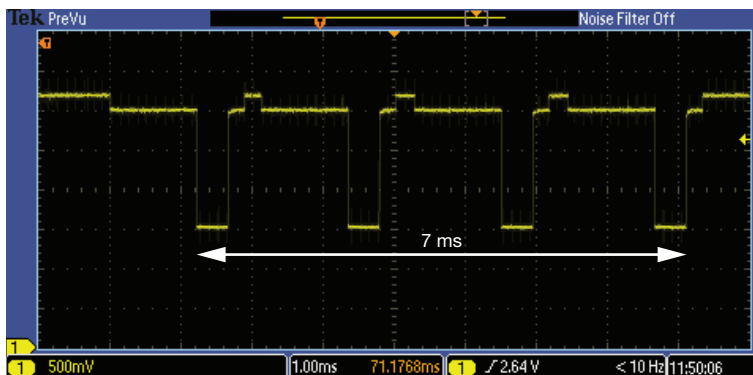 Tek PreVu
Noise Filter Off
T
T
7 ms
1
1 500mV 1.00ms 71.1768ms 1 / 2.64 V < 10 Hz 11:50:06